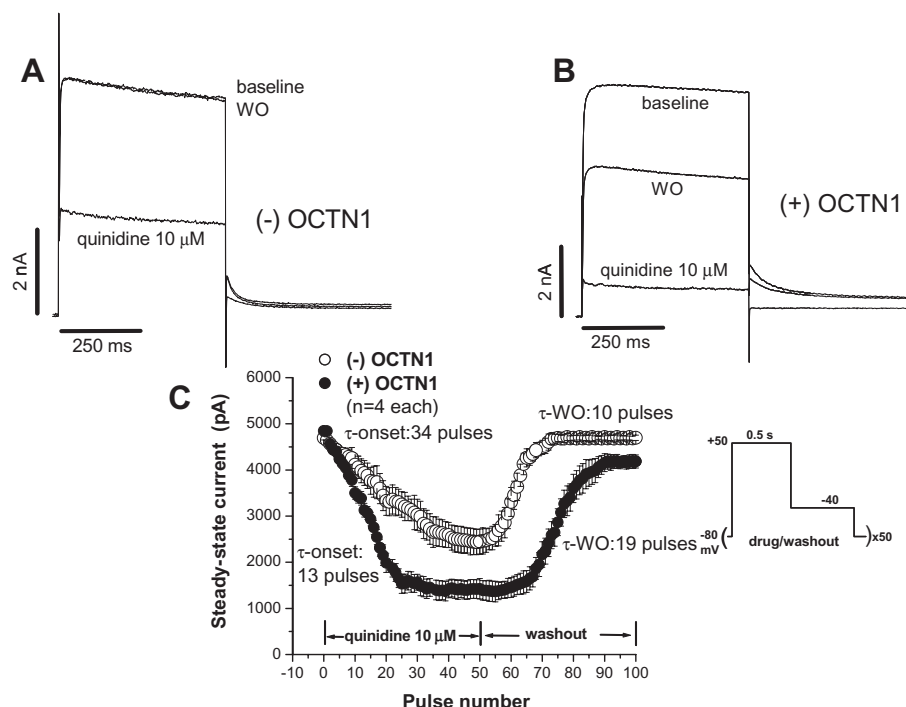 A
baseline
WO
quinidine 10 μM
(-) OCTN1
2 nA
250 ms
B
baseline
WO
quinidine 10 μM
(+) OCTN1
2 nA
250 ms
C
(-) OCTN1
(+) OCTN1
(n=4 each)
τ-onset:34 pulses
τ-WO:10 pulses
τ-onset:
13 pulses
τ-WO:19 pulses
quinidine 10 μM
washout
Steady-state current (pA)
6000
5000
4000
3000
2000
1000
0
-10 0 10 20 30 40 50 60 70 80 90 100
Pulse number
0.5 s
+50
-40
-80
mV
( )x50
drug/washout